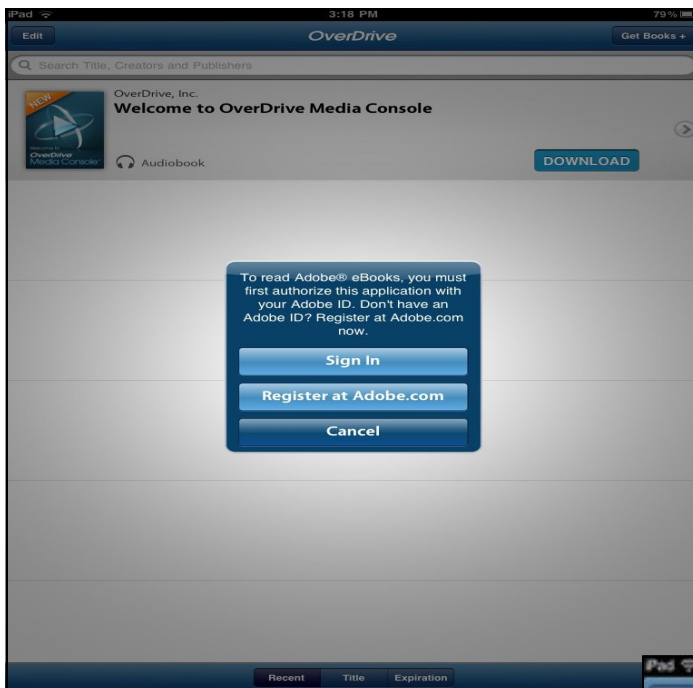 iPad 3:18 PM 79%
Edit OverDrive Get Books +
Search Title, Creators and Publishers
NEW
OverDrive, Inc.
Welcome to OverDrive Media Console
Welcome to
OverDrive
Media Console
Audiobook
DOWNLOAD
To read Adobe® eBooks, you must
first authorize this application with
your Adobe ID. Don't have an
Adobe ID? Register at Adobe.com
now.
Sign In
Register at Adobe.com
Cancel
Recent Title Expiration
iPad